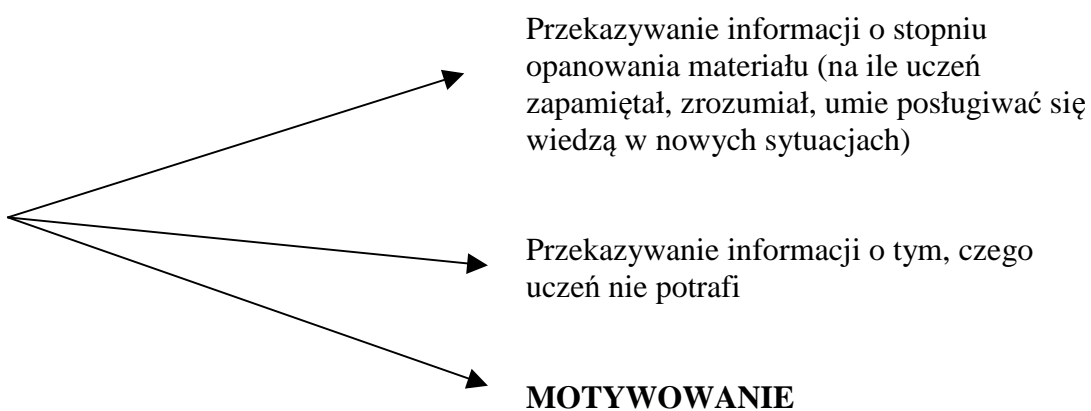 Przekazywanie informacji o stopniu
opanowania materiału (na ile uczeń
zapamiętał, zrozumiał, umie posługiwać się
wiedzą w nowych sytuacjach)
Przekazywanie informacji o tym, czego
uczeń nie potrafi
MOTYWOWANIE